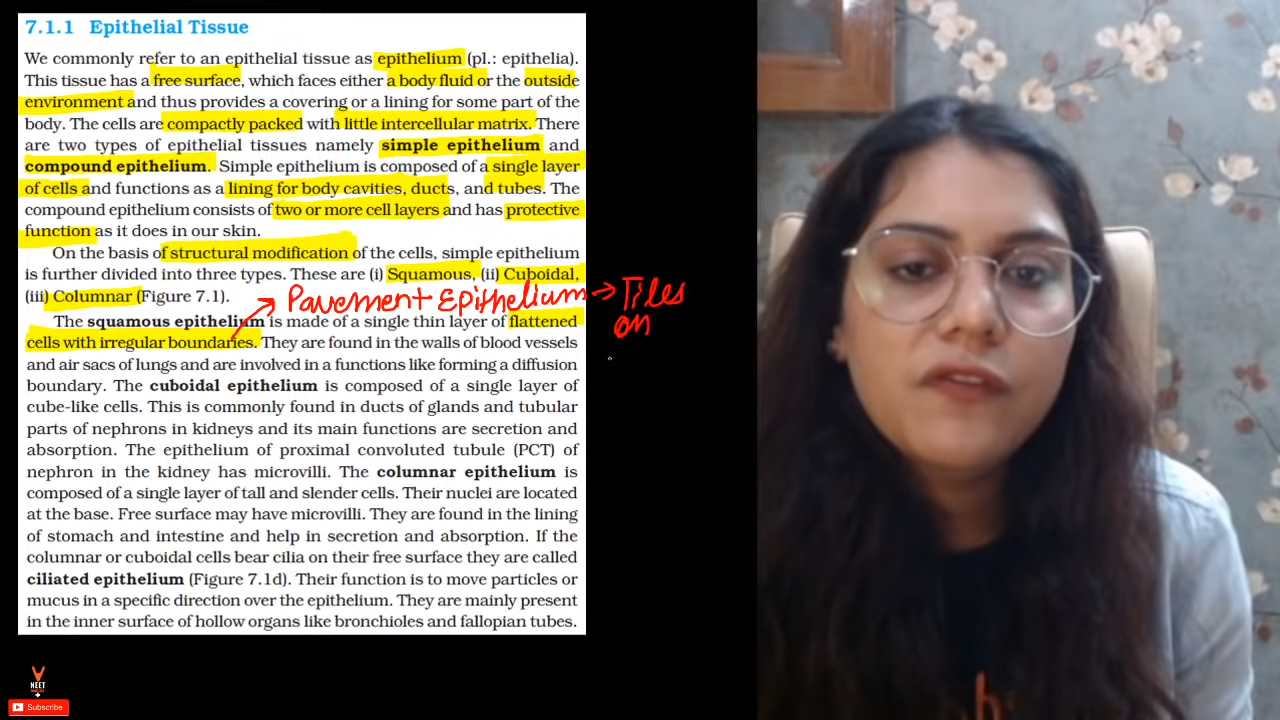 7.1.1 Epithelial Tissue
We commonly refer to an epithelial tissue as epithelium (pl.: epithelia).
This tissue has a free surface, which faces either a body fluid or the outside
environment and thus provides a covering or a lining for some part of the
body. The cells are compactly packed with little intercellular matrix. There
are two types of epithelial tissues namely simple epithelium and
compound epithelium. Simple epithelium is composed of a single layer
of cells and functions as a lining for body cavities, ducts, and tubes. The
compound epithelium consists of two or more cell layers and has protective
function as it does in our skin.
On the basis of structural modification of the cells, simple epithelium
is further divided into three types. These are (i) Squamous, (ii) Cuboidal,
(iii) Columnar (Figure 7.1).
Pavement Epithelium → Tiles
on
The squamous epithelium is made of a single thin layer of flattened
cells with irregular boundaries. They are found in the walls of blood vessels
and air sacs of lungs and are involved in a functions like forming a diffusion
boundary. The cuboidal epithelium is composed of a single layer of
cube-like cells. This is commonly found in ducts of glands and tubular
parts of nephrons in kidneys and its main functions are secretion and
absorption. The epithelium of proximal convoluted tubule (PCT) of
nephron in the kidney has microvilli. The columnar epithelium is
composed of a single layer of tall and slender cells. Their nuclei are located
at the base. Free surface may have microvilli. They are found in the lining
of stomach and intestine and help in secretion and absorption. If the
columnar or cuboidal cells bear cilia on their free surface they are called
ciliated epithelium (Figure 7.1d). Their function is to move particles or
mucus in a specific direction over the epithelium. They are mainly present
in the inner surface of hollow organs like bronchioles and fallopian tubes.
NEET
Subscribe